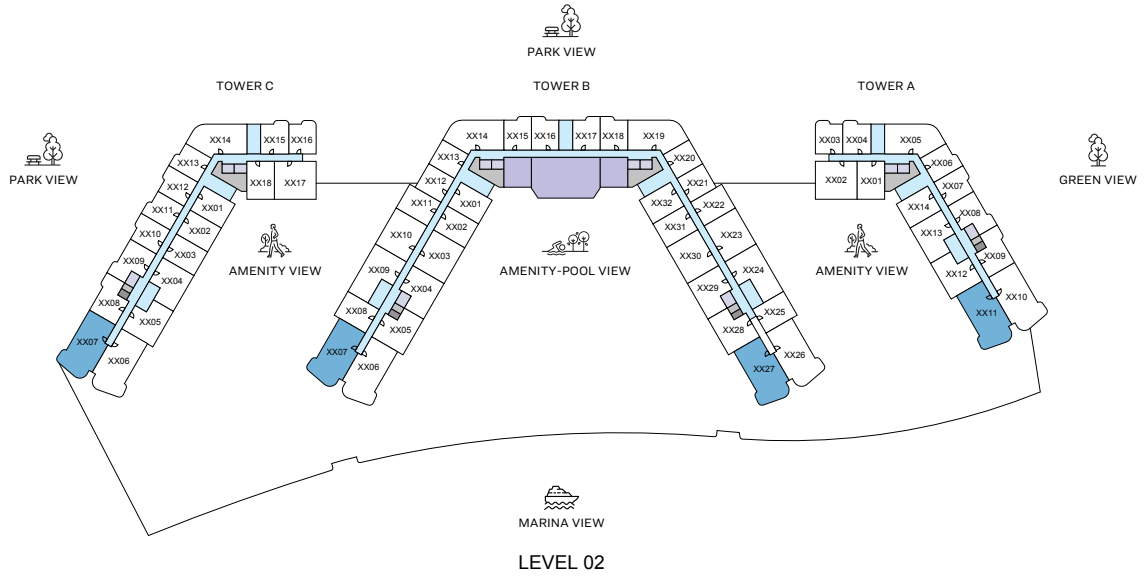 PARK VIEW
TOWER C
TOWER B
TOWER A
XX14
XX15
XX16
XX13
XX12
XX11
XX10
XX09
XX08
XX07
XX06
XX05
XX04
XX03
XX02
XX01
XX18
XX17
XX14
XX15
XX16
XX17
XX18
XX19
XX13
XX12
XX11
XX10
XX09
XX08
XX07
XX06
XX05
XX04
XX03
XX02
XX01
XX20
XX21
XX22
XX23
XX24
XX25
XX26
XX27
XX28
XX29
XX30
XX31
XX32
XX03
XX04
XX05
XX02
XX01
XX06
XX07
XX08
XX09
XX10
XX11
XX12
XX13
XX14
PARK VIEW
GREEN VIEW
AMENITY VIEW
AMENITY-POOL VIEW
AMENITY VIEW
MARINA VIEW
LEVEL 02